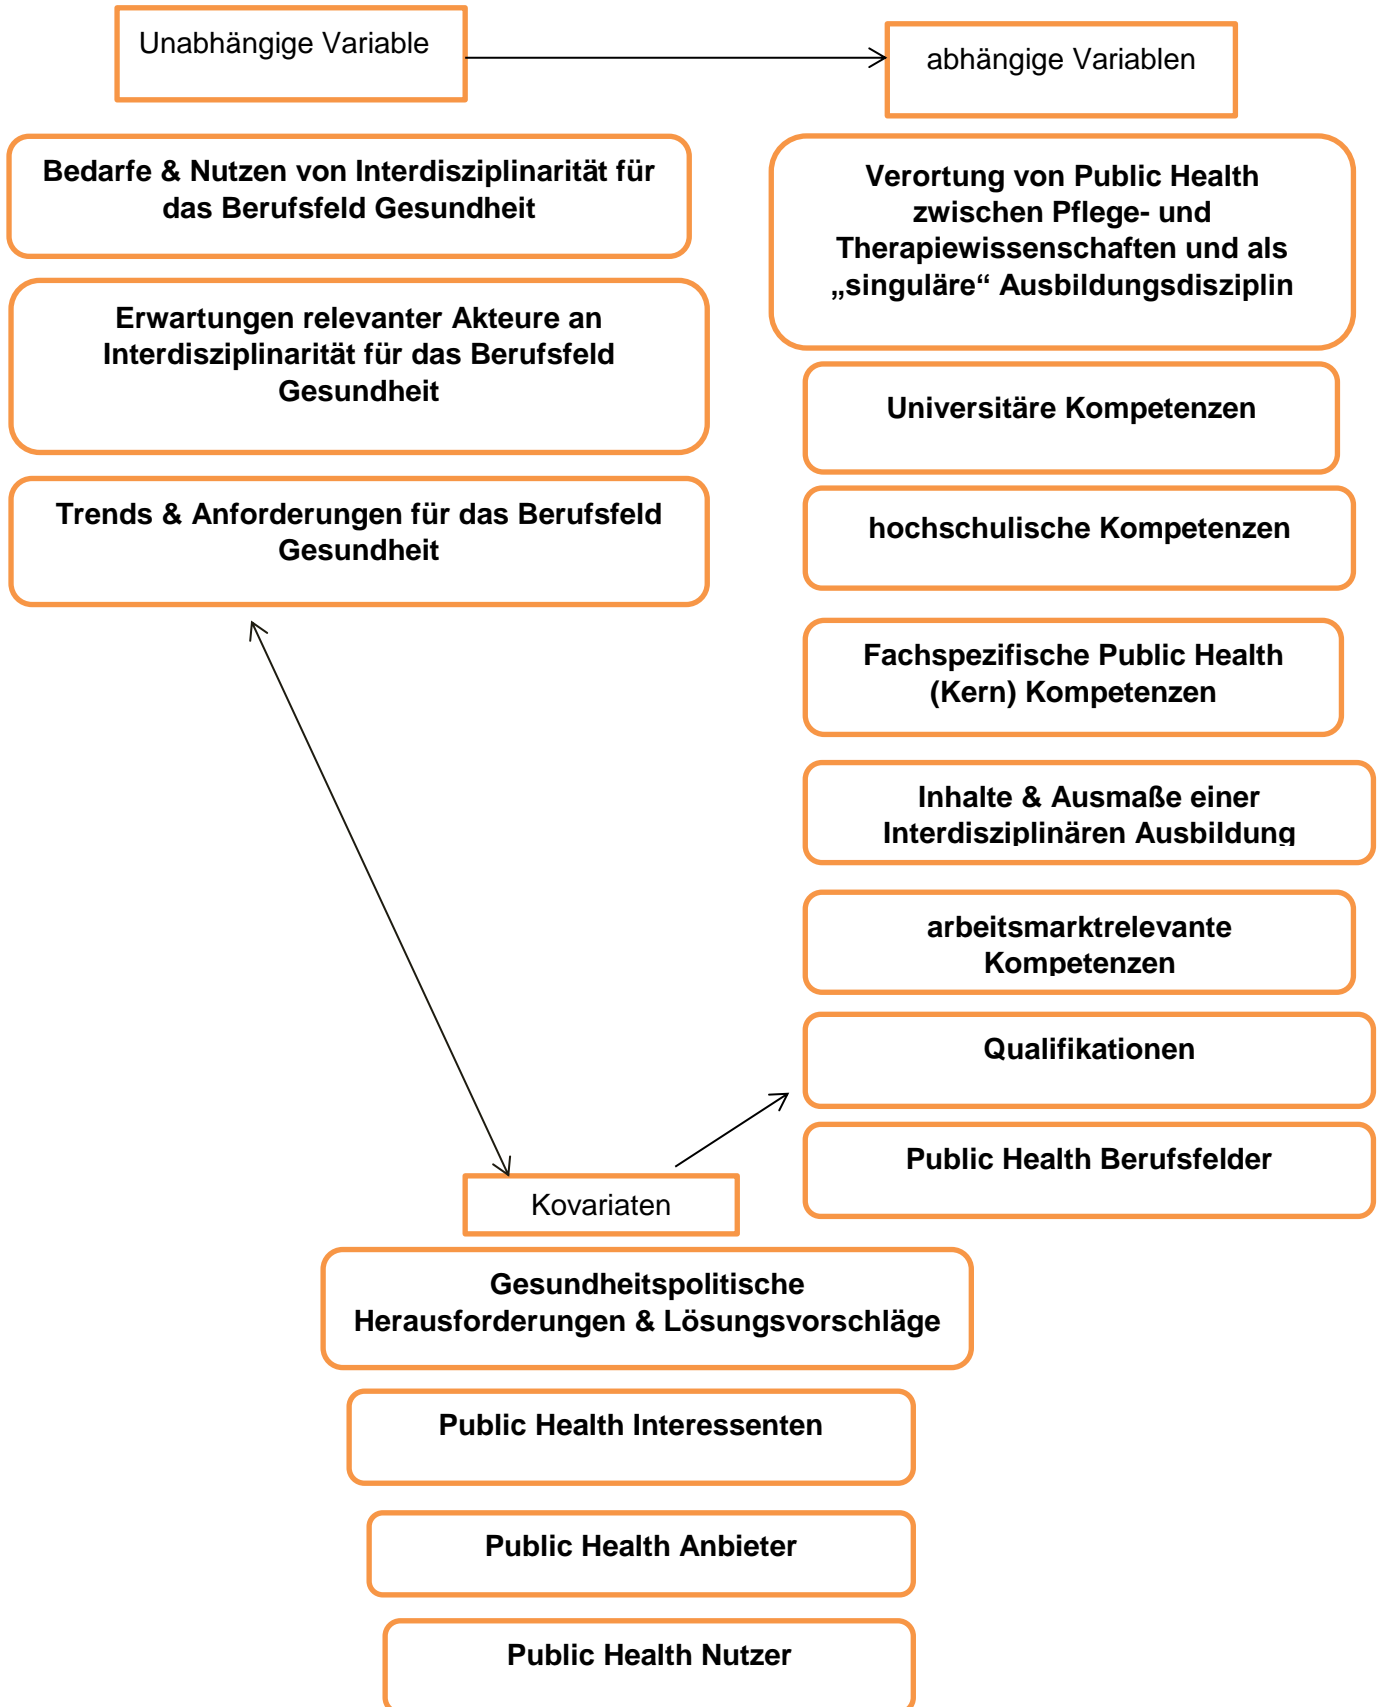 Unabhängige Variable
abhängige Variablen
Bedarfe & Nutzen von Interdisziplinarität für
das Berufsfeld Gesundheit
Erwartungen relevanter Akteure an
Interdisziplinarität für das Berufsfeld
Gesundheit
Trends & Anforderungen für das Berufsfeld
Gesundheit
Verortung von Public Health
zwischen Pflege- und
Therapiewissenschaften und als
„singuläre“ Ausbildungsdisziplin
Universitäre Kompetenzen
hochschulische Kompetenzen
Fachspezifische Public Health
(Kern) Kompetenzen
Inhalte & Ausmaße einer
Interdisziplinären Ausbildung
arbeitsmarktrelevante
Kompetenzen
Qualifikationen
Public Health Berufsfelder
Kovariaten
Gesundheitspolitische
Herausforderungen & Lösungsvorschläge
Public Health Interessenten
Public Health Anbieter
Public Health Nutzer